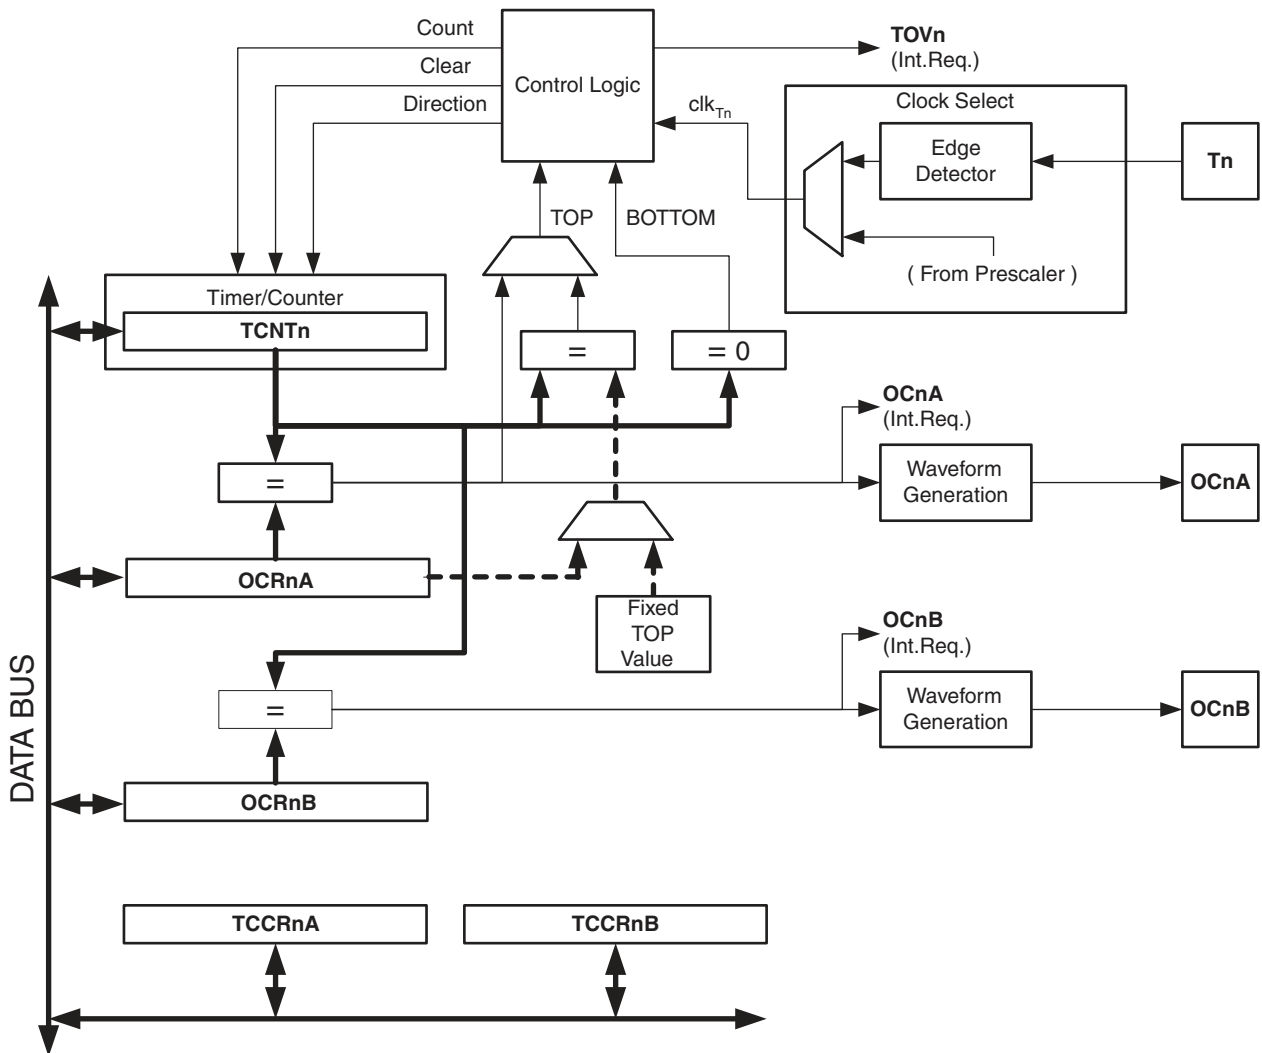 Count
Clear
Direction
Control Logic
TOVn
(Int.Req.)
clkTn
Clock Select
Edge
Detector
Tn
( From Prescaler )
TOP
BOTTOM
Timer/Counter
TCNTn
=
= 0
OCnA
(Int.Req.)
=
Waveform
Generation
OCnA
OCRnA
Fixed
TOP
Value
OCnB
(Int.Req.)
=
Waveform
Generation
OCnB
OCRnB
DATA BUS
TCCRnA
TCCRnB